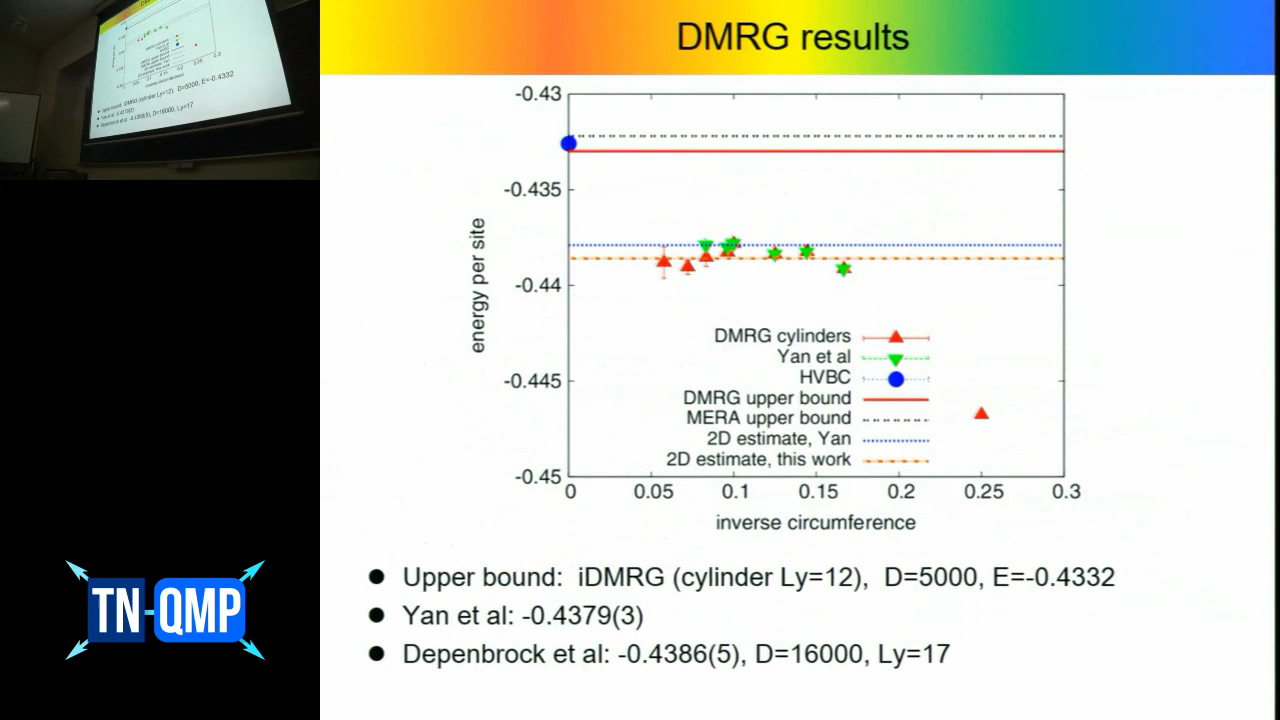 DMRG results
-0.43
-0.435
-0.44
-0.445
-0.45
energy per site
DMRG cylinders
Yan et al
HVBC
DMRG upper bound
MERA upper bound
2D estimate, Yan
2D estimate, this work
0 0.05 0.1 0.15 0.2 0.25 0.3
inverse circumference
● Upper bound: iDMRG (cylinder Ly=12), D=5000, E=-0.4332
● Yan et al: -0.4379(3)
● Depenbrock et al: -0.4386(5), D=16000, Ly=17
TN-QMP